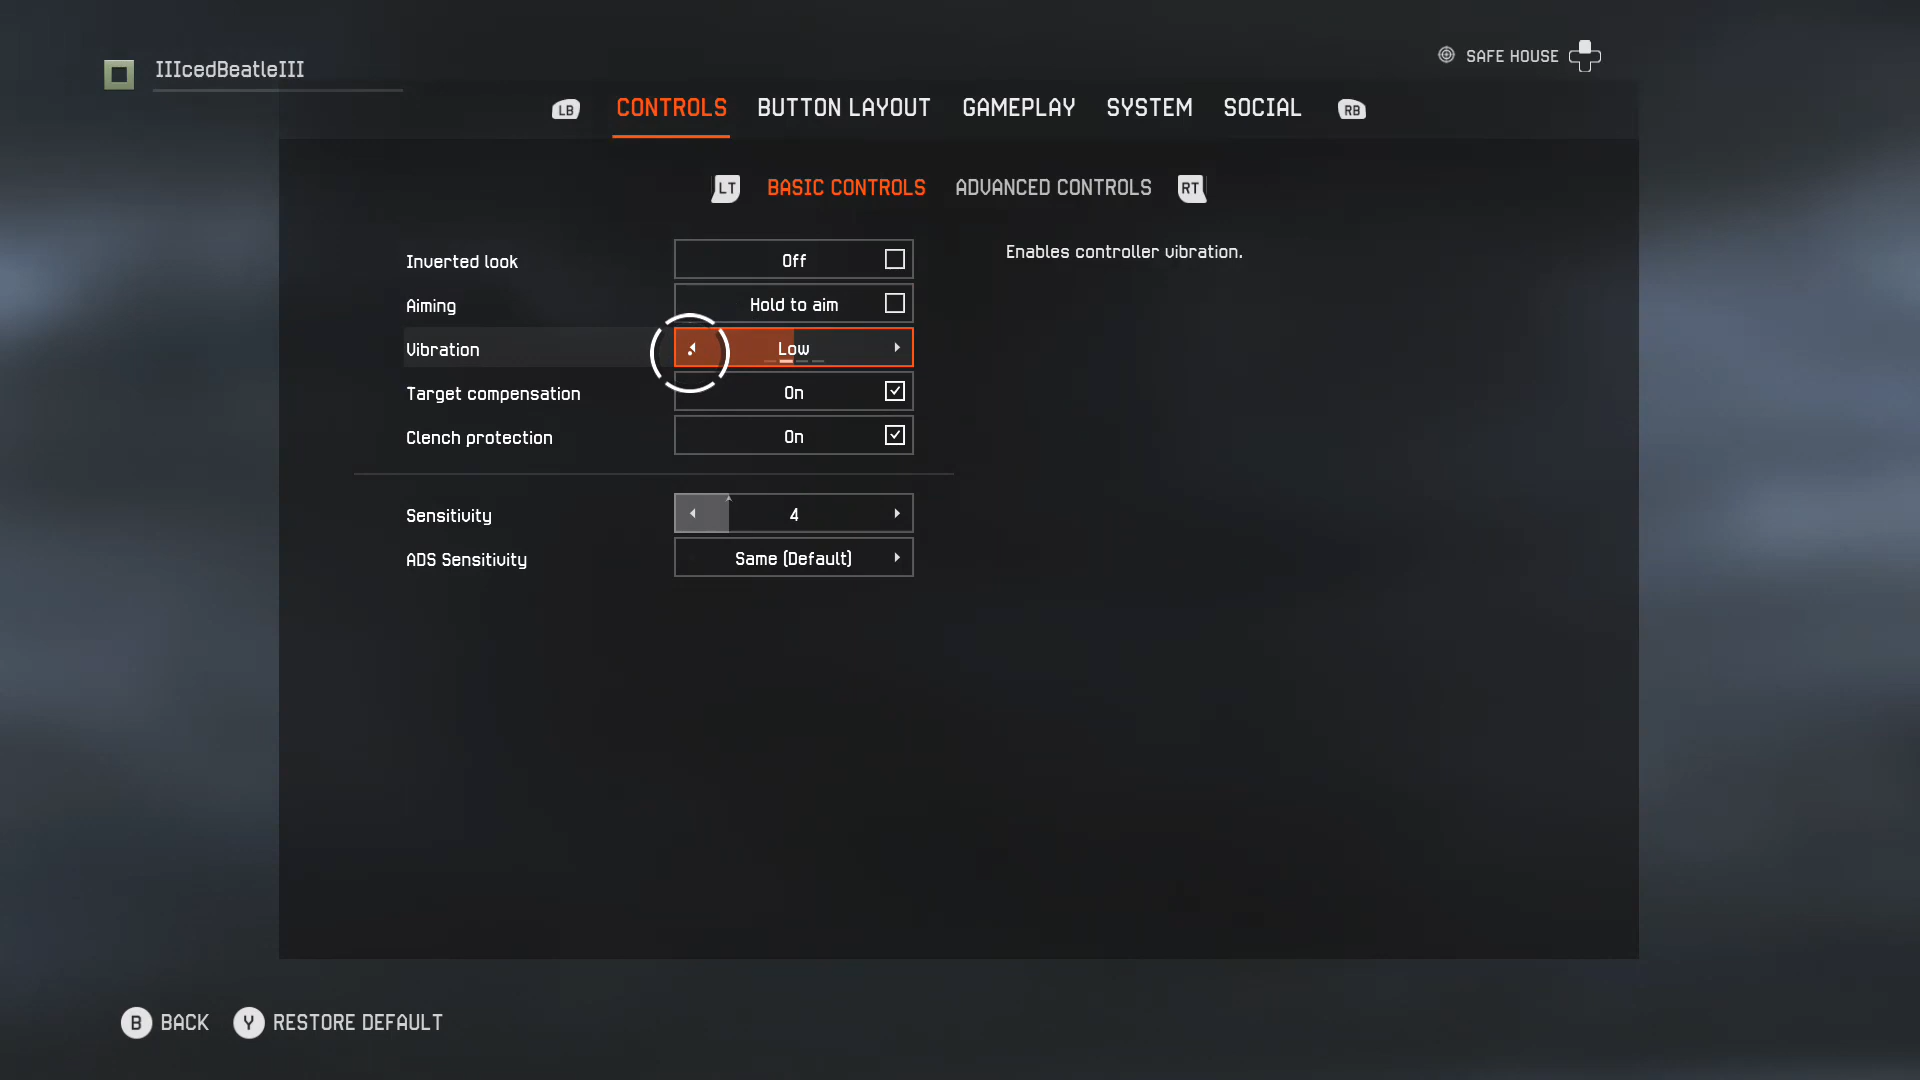 IIIcedBeatleIII
SAFE HOUSE
LB CONTROLS BUTTON LAYOUT GAMEPLAY SYSTEM SOCIAL RB
LT BASIC CONTROLS ADVANCED CONTROLS RT
Inverted look Off
Enables controller vibration.
Aiming Hold to aim
Vibration Low
Target compensation On
Clench protection On
Sensitivity 4
ADS Sensitivity Same (Default)
B BACK Y RESTORE DEFAULT